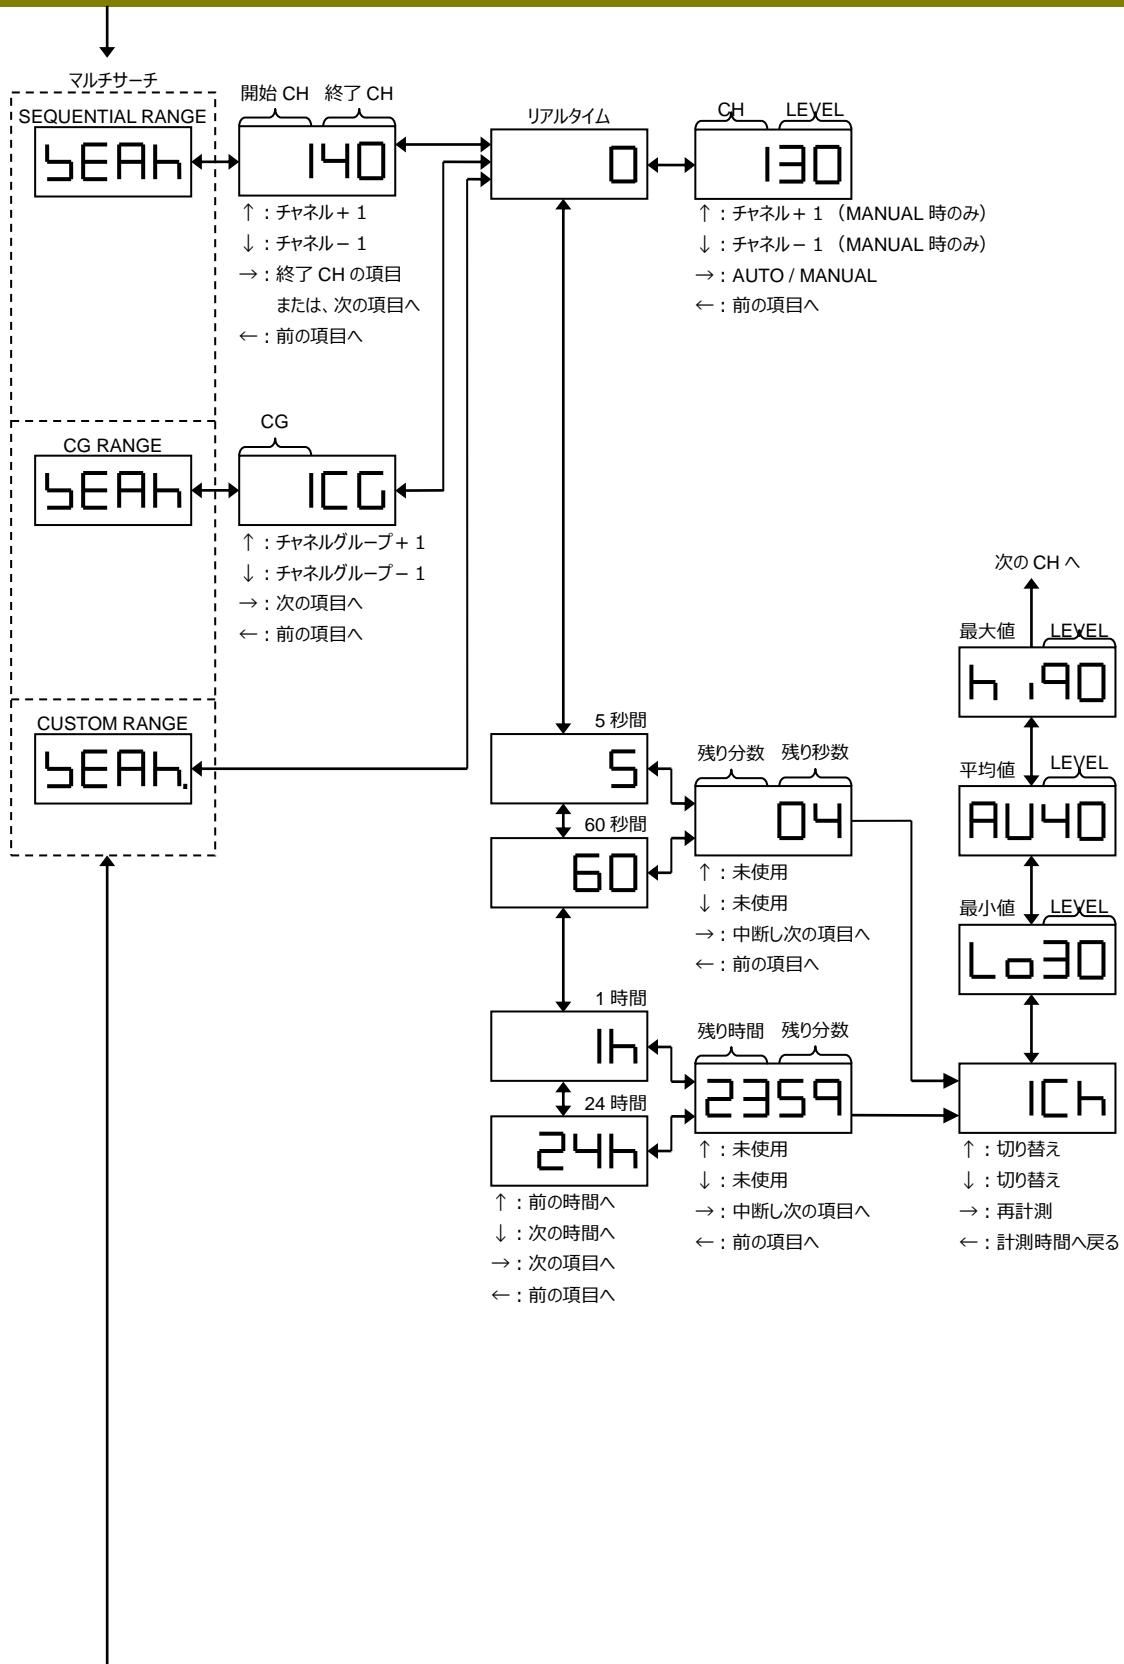 マルチサーチ
SEQUENTIAL RANGE
SEAh
開始 CH 終了 CH
140
↑：チャネル＋ 1
↓：チャネル－ 1
→：終了 CH の項目
または、次の項目へ
←：前の項目へ
リアルタイム
0
CH LEVEL
130
↑：チャネル＋ 1 （MANUAL 時のみ）
↓：チャネル－ 1 （MANUAL 時のみ）
→：AUTO / MANUAL
←：前の項目へ
CG RANGE
SEAh
CG
1CG
↑：チャネルグループ＋ 1
↓：チャネルグループ－ 1
→：次の項目へ
←：前の項目へ
CUSTOM RANGE
SEAh.
5 秒間
5
60 秒間
60
1 時間
1h
24 時間
24h
↑：前の時間へ
↓：次の時間へ
→：次の項目へ
←：前の項目へ
残り分数 残り秒数
04
↑：未使用
↓：未使用
→：中断し次の項目へ
←：前の項目へ
残り時間 残り分数
2359
↑：未使用
↓：未使用
→：中断し次の項目へ
←：前の項目へ
次の CH へ
最大値 LEVEL
hi90
平均値 LEVEL
AU40
最小値 LEVEL
Lo30
1Ch
↑：切り替え
↓：切り替え
→：再計測
←：計測時間へ戻る